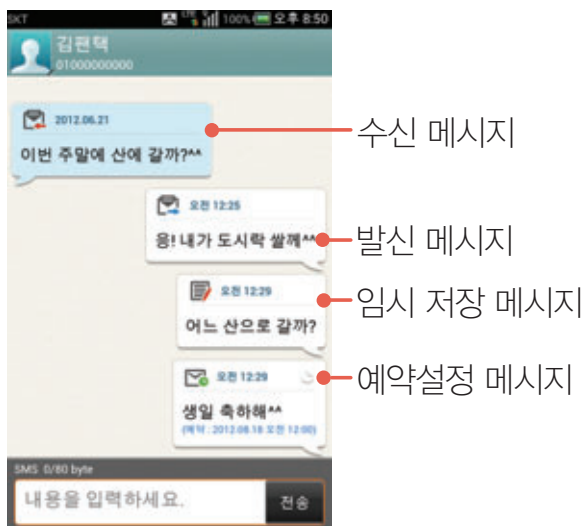 SKT LTE 100% 오후 8:50
김팬택
01000000000
2012.06.21
이번 주말에 산에 갈까?^^
수신 메시지
오전 12:25
응! 내가 도시락 쌀께^^
발신 메시지
오전 12:29
어느 산으로 갈까?
임시 저장 메시지
오전 12:29
예약설정 메시지
생일 축하해^^
(예약 : 2012.08.18 오전 12:00)
SMS 0/80 byte
내용을 입력하세요.
전송